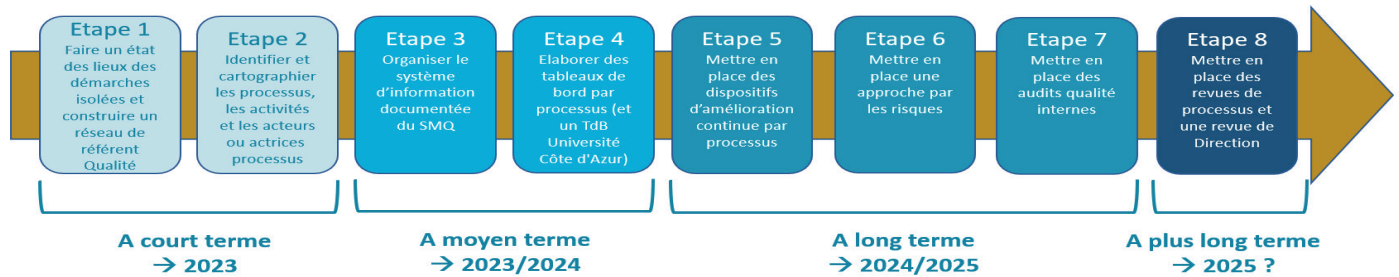 Etape 1
Faire un état
des lieux des
démarches
isolées et
construire un
réseau de
référent
Qualité
Etape 2
Identifier et
cartographier
les processus,
les activités
et les acteurs
ou actrices
processus
Etape 3
Organiser le
système
d'information
documentée
du SMQ
Etape 4
Elaborer des
tableaux de
bord par
processus (et
un TdB
Université
Côte d'Azur)
Etape 5
Mettre en
place des
dispositifs
d'amélioration
continue par
processus
Etape 6
Mettre en
place une
approche par
les risques
Etape 7
Mettre en
place des
audits qualité
internes
Etape 8
Mettre en
place des
revues de
processus et
une revue de
Direction
A court terme
→ 2023
A moyen terme
→ 2023/2024
A long terme
→ 2024/2025
A plus long terme
→ 2025 ?